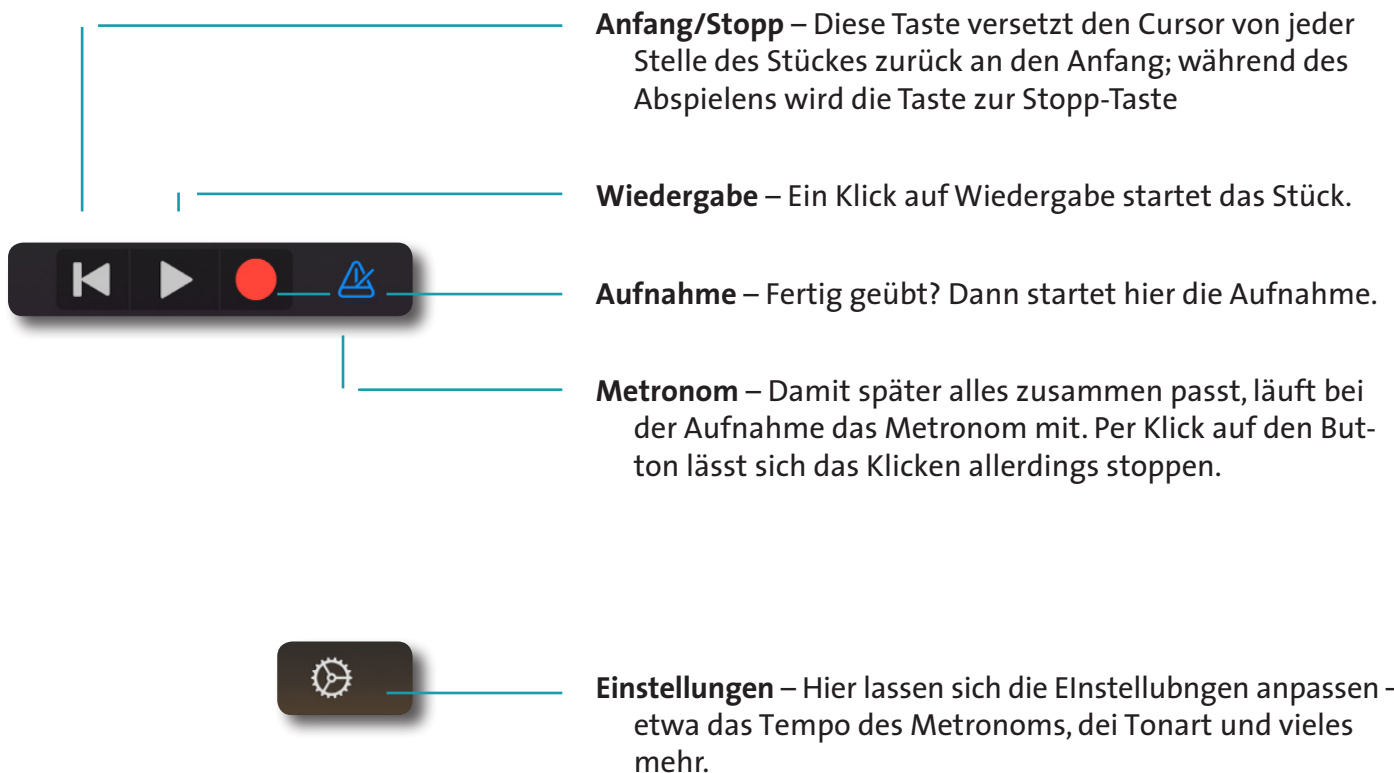 Anfang/Stopp – Diese Taste versetzt den Cursor von jeder
Stelle des Stückes zurück an den Anfang; während des
Abspielens wird die Taste zur Stopp-Taste
Wiedergabe – Ein Klick auf Wiedergabe startet das Stück.
Aufnahme – Fertig geübt? Dann startet hier die Aufnahme.
Metronom – Damit später alles zusammen passt, läuft bei
der Aufnahme das Metronom mit. Per Klick auf den But-
ton lässt sich das Klicken allerdings stoppen.
Einstellungen – Hier lassen sich die EInstellubngen anpassen –
etwa das Tempo des Metronoms, dei Tonart und vieles
mehr.